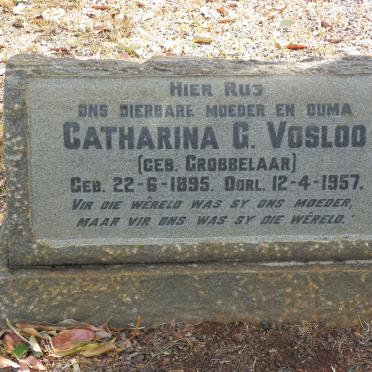 HIER RUS
ONS DIERBARE MOEDER EN OUMA
CATHARINA G. VOSLOO
(GEB. GROBBELAAR)
GEB. 22-6-1895. OORL. 12-4-1957.
VIR DIE WÊRELD WAS SY ONS MOEDER,
MAAR VIR ONS WAS SY DIE WÊRELD.